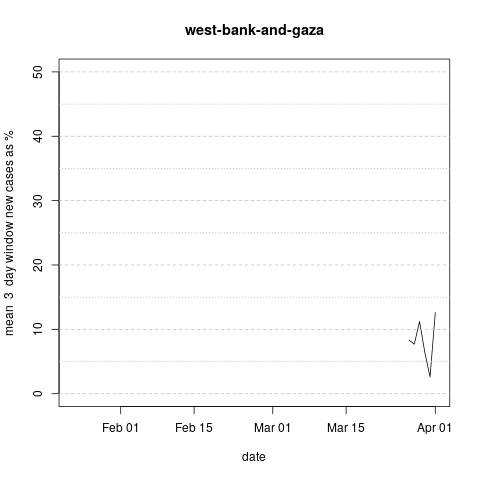 west-bank-and-gaza
mean 3 day window new cases as %
50
40
30
20
10
0
Feb 01 Feb 15 Mar 01 Mar 15 Apr 01
date